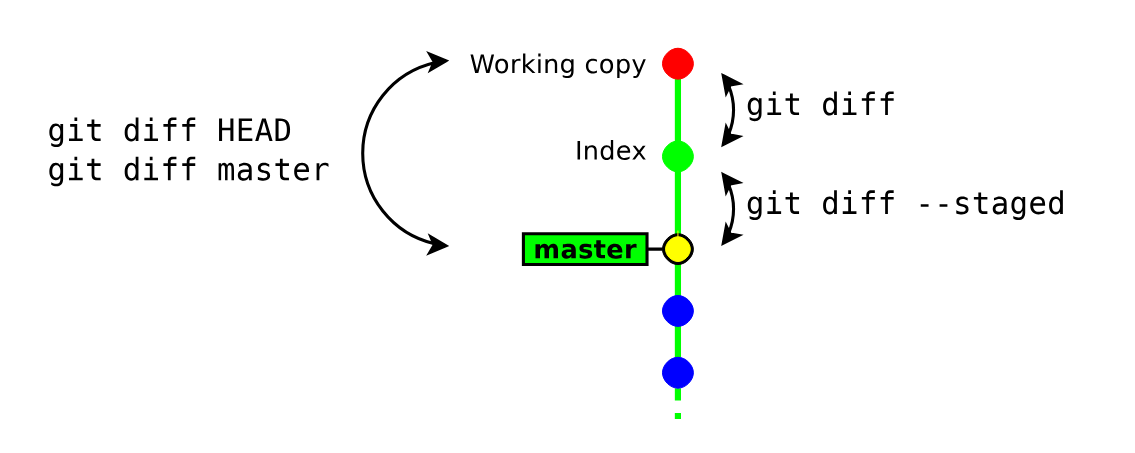 Working copy
git diff
git diff HEAD
git diff master
Index
git diff --staged
master